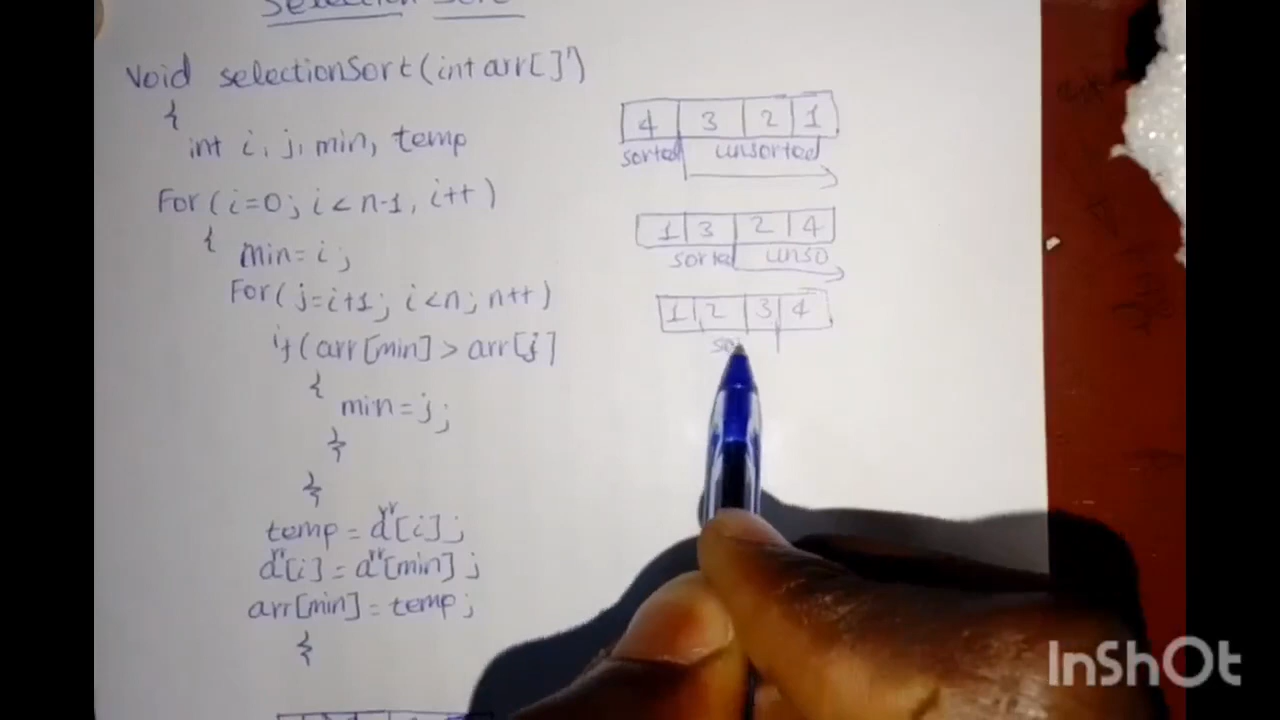 Selection Sort
Void selectionSort(int arr[])
{
int i, j, min, temp
For(i=0; i<n-1, i++)
{ min=i;
For(j=i+1; i<n; n++)
if(arr[min] > arr[j]
{
min=j;
}
}
temp = arr[i];
arr[i] = arr[min];
arr[min] = temp;
{
4 3 2 1
sorted unsorted
1 3 2 4
sorted unso
1 2 3 4
InShOt